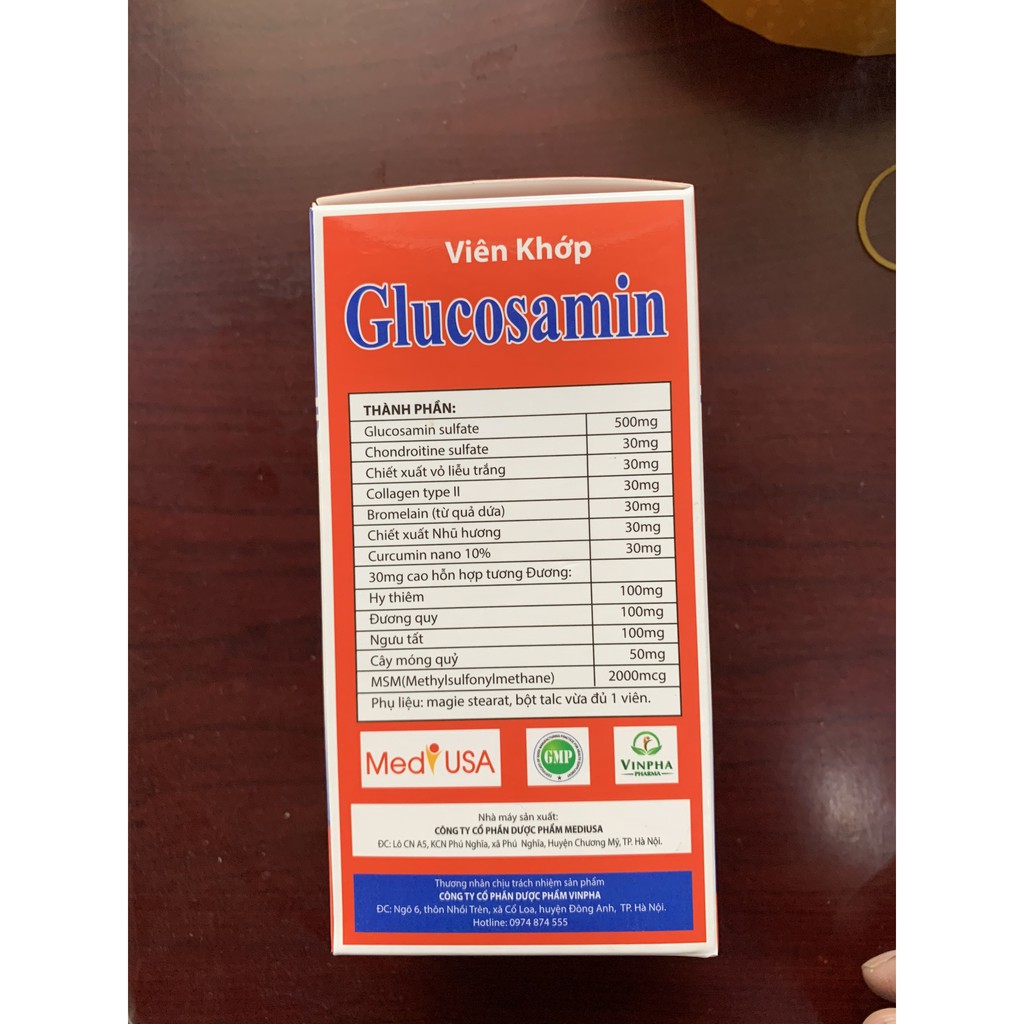 Viên Khớp
Glucosamin
THÀNH PHẦN:
Glucosamin sulfate 500mg
Chondroitine sulfate 30mg
Chiết xuất vỏ liễu trắng 30mg
Collagen type II 30mg
Bromelain (từ quả dứa) 30mg
Chiết xuất Nhũ hương 30mg
Curcumin nano 10% 30mg
30mg cao hỗn hợp tương Đương:
Hy thiêm 100mg
Đương quy 100mg
Ngưu tất 100mg
Cây móng quỷ 50mg
MSM(Methylsulfonylmethane) 2000mcg
Phụ liệu: magie stearat, bột talc vừa đủ 1 viên.
Medi USA
GMP
VINPHA
PHARMA
Nhà máy sản xuất:
CÔNG TY CỔ PHẦN DƯỢC PHẨM MEDIUSA
ĐC: Lô CN A5, KCN Phú Nghĩa, xã Phú Nghĩa, Huyện Chương Mỹ, TP. Hà Nội.
Thương nhân chịu trách nhiệm sản phẩm
CÔNG TY CỔ PHẦN DƯỢC PHẨM VINPHA
ĐC: Ngõ 6, thôn Nhồi Trên, xã Cổ Loa, huyện Đông Anh, TP. Hà Nội.
Hotline: 0974 874 555